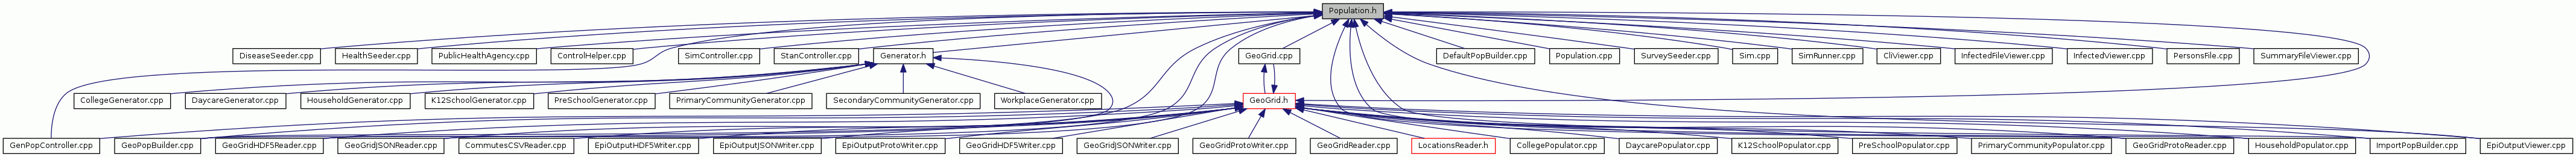 Population.h
DiseaseSeeder.cpp
HealthSeeder.cpp
PublicHealthAgency.cpp
ControlHelper.cpp
SimController.cpp
StanController.cpp
Generator.h
GeoGrid.cpp
DefaultPopBuilder.cpp
Population.cpp
SurveySeeder.cpp
Sim.cpp
SimRunner.cpp
CliViewer.cpp
InfectedFileViewer.cpp
InfectedViewer.cpp
PersonsFile.cpp
SummaryFileViewer.cpp
CollegeGenerator.cpp
DaycareGenerator.cpp
HouseholdGenerator.cpp
K12SchoolGenerator.cpp
PreSchoolGenerator.cpp
PrimaryCommunityGenerator.cpp
SecondaryCommunityGenerator.cpp
WorkplaceGenerator.cpp
GeoGrid.h
GenPopController.cpp
GeoPopBuilder.cpp
GeoGridHDF5Reader.cpp
GeoGridJSONReader.cpp
CommutesCSVReader.cpp
EpiOutputHDF5Writer.cpp
EpiOutputJSONWriter.cpp
EpiOutputProtoWriter.cpp
GeoGridHDF5Writer.cpp
GeoGridJSONWriter.cpp
GeoGridProtoWriter.cpp
GeoGridReader.cpp
LocationsReader.h
CollegePopulator.cpp
DaycarePopulator.cpp
K12SchoolPopulator.cpp
PreSchoolPopulator.cpp
PrimaryCommunityPopulator.cpp
GeoGridProtoReader.cpp
HouseholdPopulator.cpp
ImportPopBuilder.cpp
EpiOutputViewer.cpp